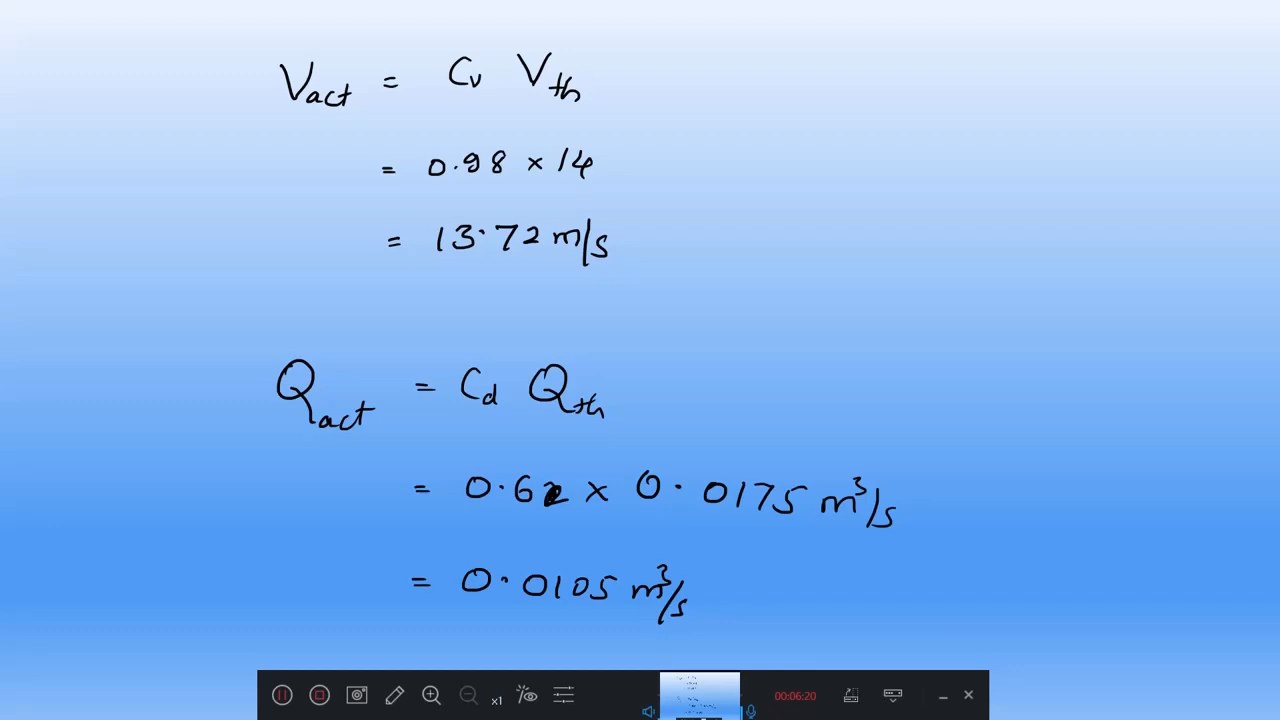 Vact = Cv Vth
= 0.98 × 14
= 13.72 m/s
Qact = Cd Qth
= 0.62 × 0.0175 m³/s
= 0.0105 m³/s
x1
00:06:20